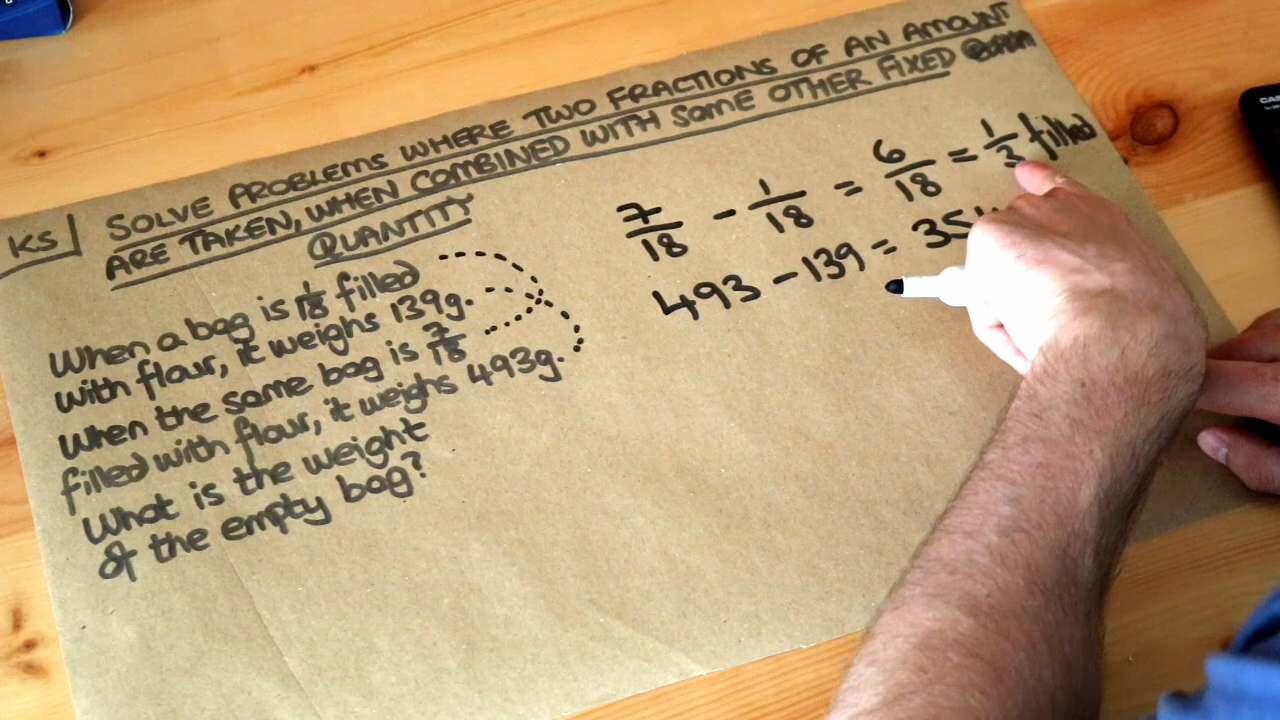 SOLVE PROBLEMS WHERE TWO FRACTIONS OF AN AMOUNT
ARE TAKEN, WHEN COMBINED WITH SOME OTHER FIXED
QUANTITY
K5
When a bag is 1/18 filled
with flour, it weighs 139g.
When the same bag is 7/18
filled with flour, it weighs 493g.
What is the weight
of the empty bag?
7/18 - 1/18 = 6/18 = 1/3 filled
493 - 139 = 35